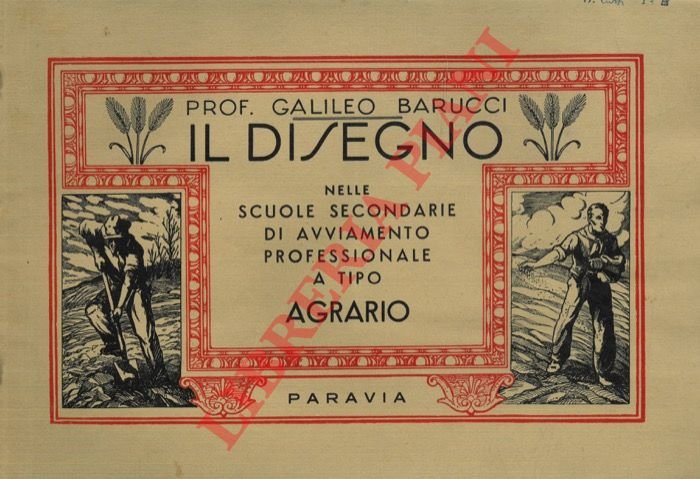 PROF. GALILEO BARUCCI
IL DISEGNO
NELLE
SCUOLE SECONDARIE
DI AVVIAMENTO
PROFESSIONALE
A TIPO
AGRARIO
PARAVIA
LIBRERIA PIANI